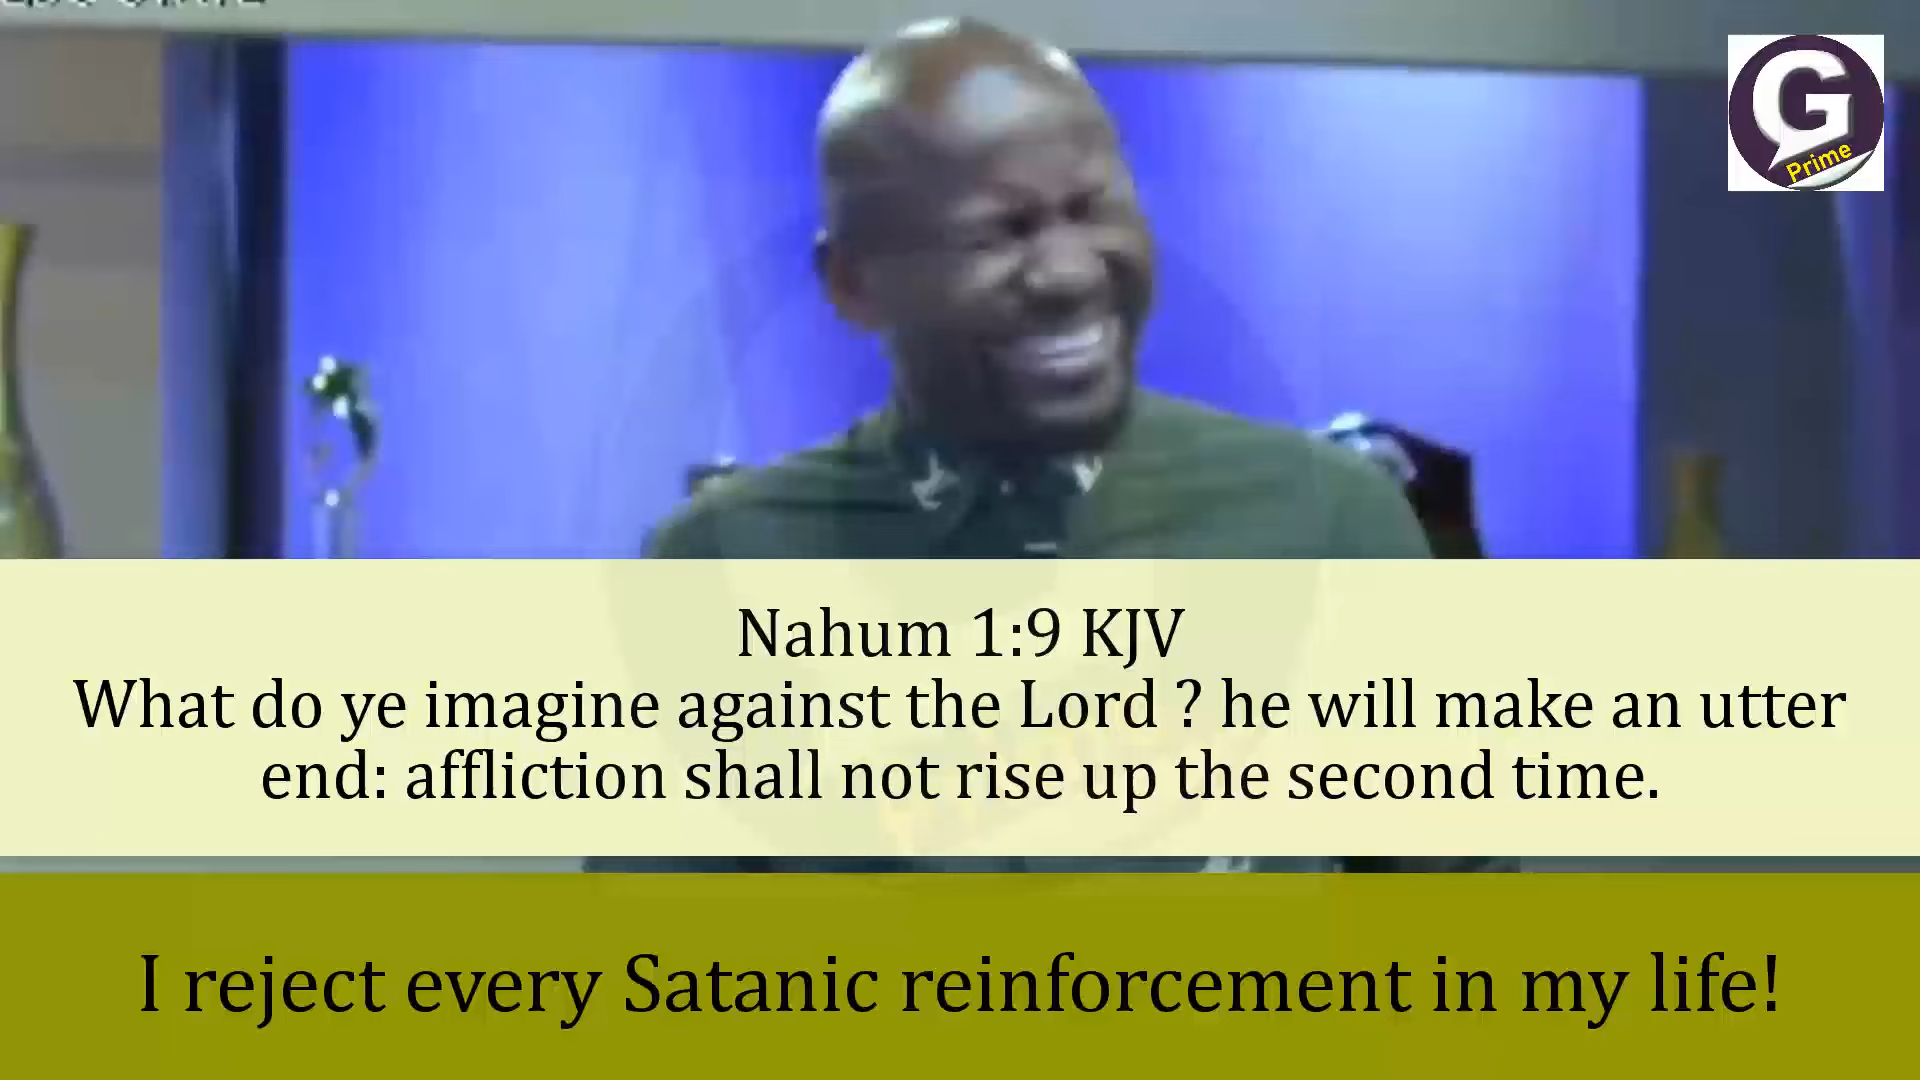 G
Prime
Nahum 1:9 KJV
What do ye imagine against the Lord ? he will make an utter
end: affliction shall not rise up the second time.
I reject every Satanic reinforcement in my life!